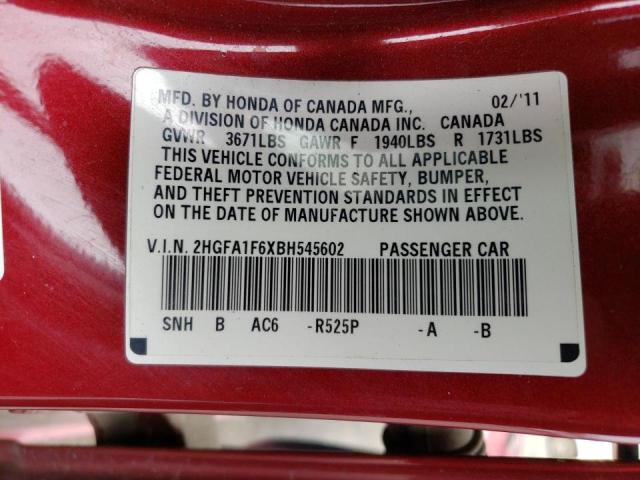 MFD. BY HONDA OF CANADA MFG., 02/'11
A DIVISION OF HONDA CANADA INC. CANADA
GVWR 3671LBS GAWR F 1940LBS R 1731LBS
THIS VEHICLE CONFORMS TO ALL APPLICABLE
FEDERAL MOTOR VEHICLE SAFETY, BUMPER,
AND THEFT PREVENTION STANDARDS IN EFFECT
ON THE DATE OF MANUFACTURE SHOWN ABOVE.
V.I.N. 2HGFA1F6XBH545602 PASSENGER CAR
SNH B AC6 -R525P -A -B